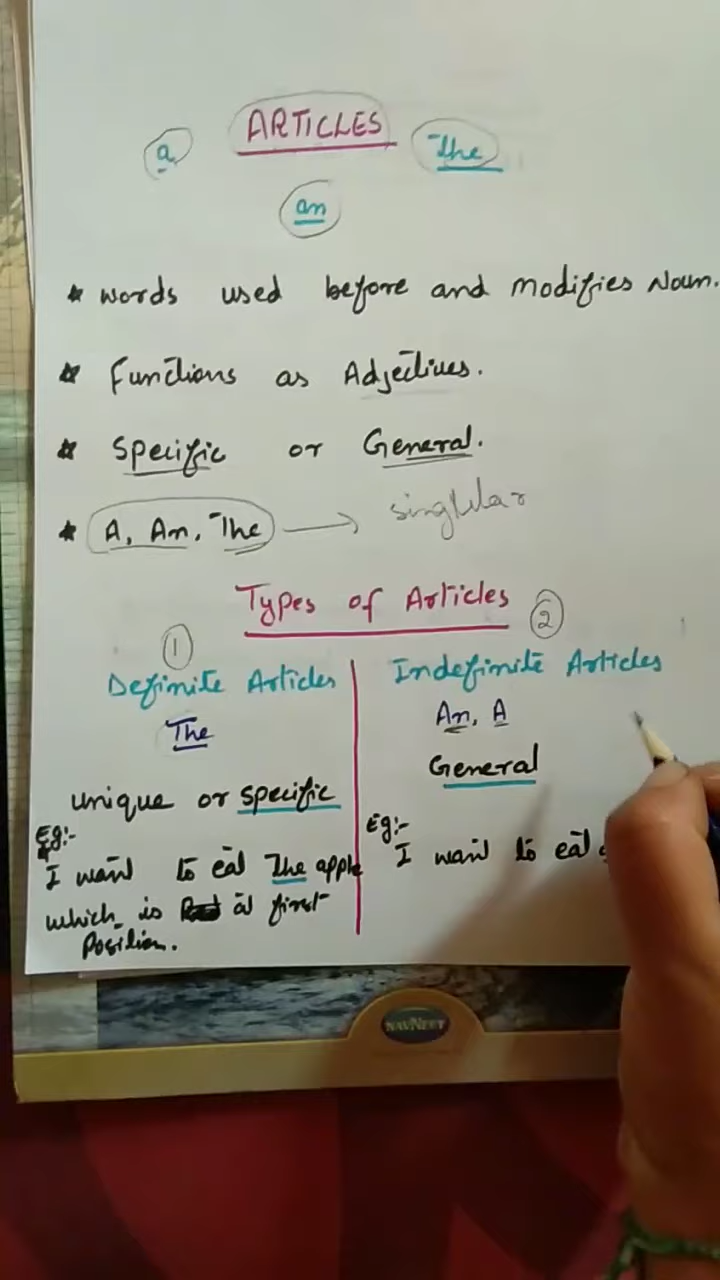 ARTICLES
a
The
an
* words used before and modifies Noun.
* Functions as Adjectives.
* Specific or General.
* A, An, The → singular
Types of Articles
1
2
Definite Articles
The
unique or specific
Eg:-
I want to eat The apple
which is at first
position.
Indefinite Articles
An, A
General
Eg:-
I want to eat
NAVNEET